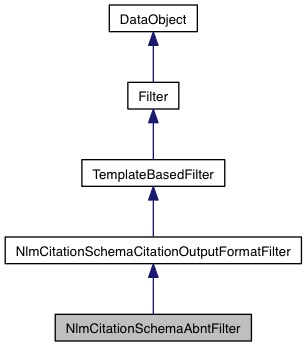 DataObject
Filter
TemplateBasedFilter
NlmCitationSchemaCitationOutputFormatFilter
NlmCitationSchemaAbntFilter